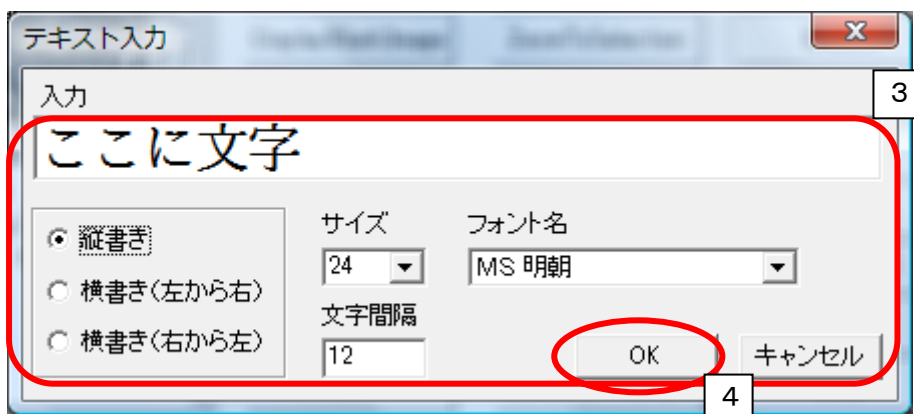 テキスト入力
入力
3
ここに文字
縦書き
横書き(左から右)
横書き(右から左)
サイズ
24
フォント名
MS 明朝
文字間隔
12
OK
キャンセル
4